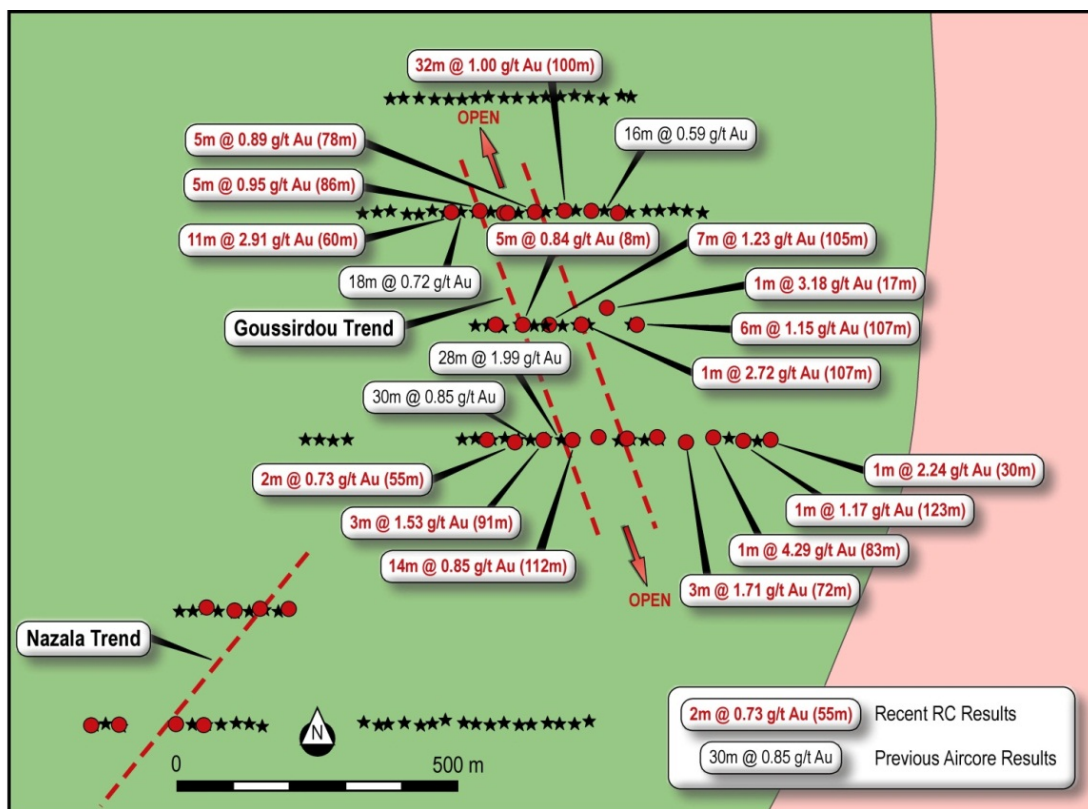 32m @ 1.00 g/t Au (100m)
OPEN
5m @ 0.89 g/t Au (78m)
16m @ 0.59 g/t Au
5m @ 0.95 g/t Au (86m)
11m @ 2.91 g/t Au (60m)
5m @ 0.84 g/t Au (8m)
7m @ 1.23 g/t Au (105m)
18m @ 0.72 g/t Au
1m @ 3.18 g/t Au (17m)
Goussirdou Trend
6m @ 1.15 g/t Au (107m)
28m @ 1.99 g/t Au
1m @ 2.72 g/t Au (107m)
30m @ 0.85 g/t Au
2m @ 0.73 g/t Au (55m)
1m @ 2.24 g/t Au (30m)
3m @ 1.53 g/t Au (91m)
1m @ 1.17 g/t Au (123m)
14m @ 0.85 g/t Au (112m)
1m @ 4.29 g/t Au (83m)
3m @ 1.71 g/t Au (72m)
OPEN
Nazala Trend
N
0 500 m
2m @ 0.73 g/t Au (55m) Recent RC Results
30m @ 0.85 g/t Au Previous Aircore Results